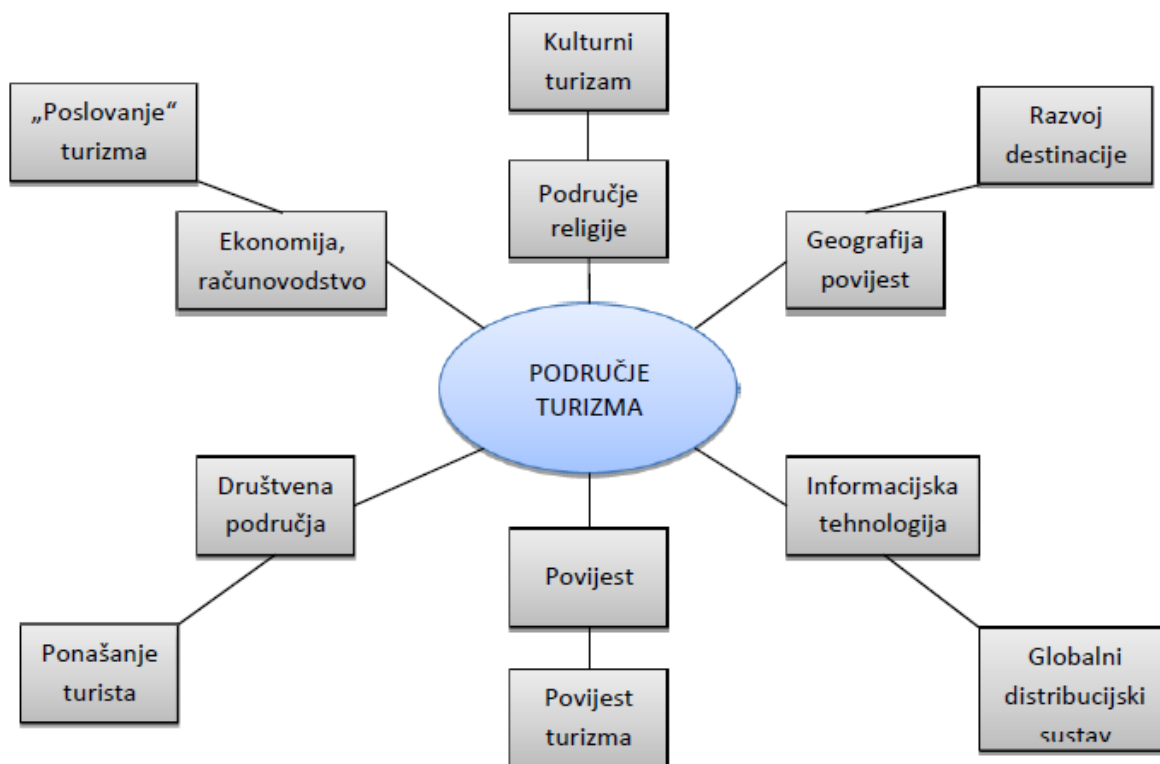 Kulturni
turizam
„Poslovanje“
turizma
Razvoj
destinacije
Područje
religije
Ekonomija,
računovodstvo
Geografija
povijest
PODRUČJE
TURIZMA
Društvena
područja
Informacijska
tehnologija
Povijest
Ponašanje
turista
Povijest
turizma
Globalni
distribucijski
sustav